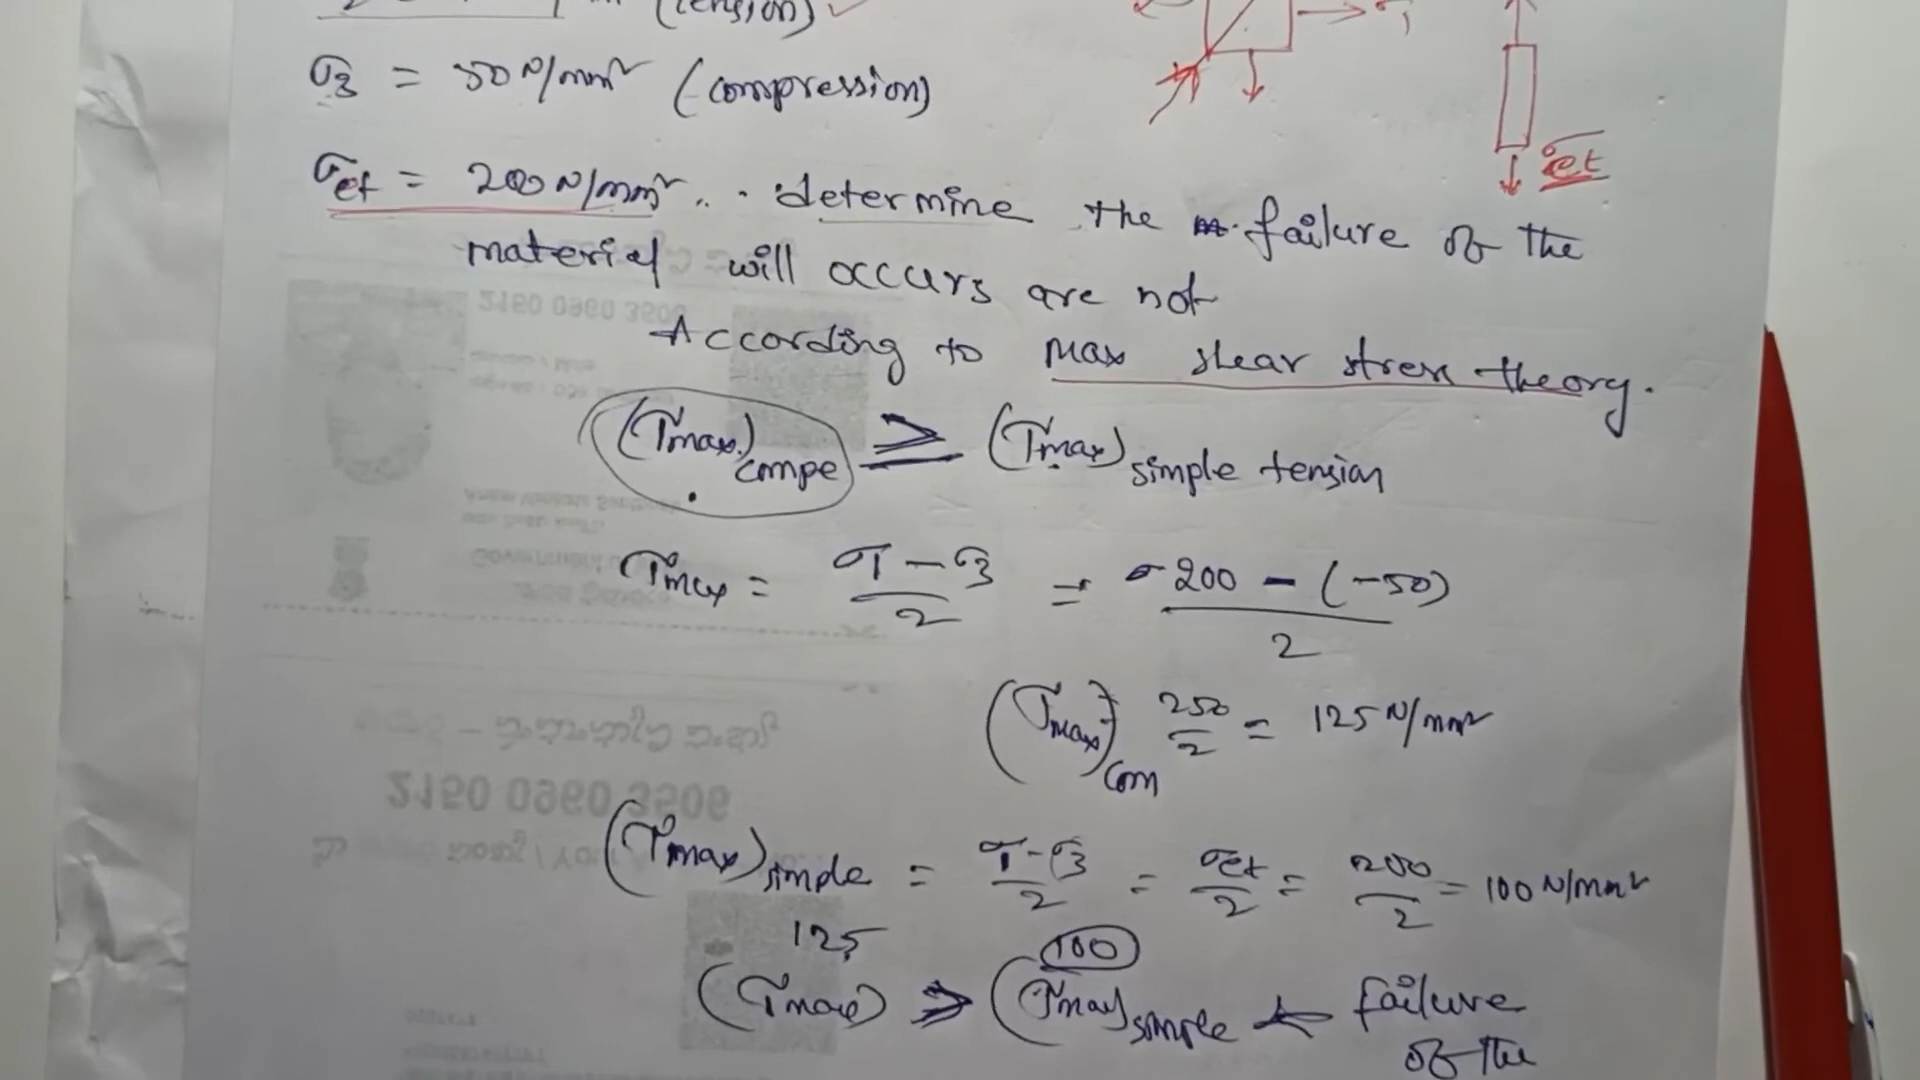 (tension)
σ3 = 50 N/mm² (compression)
σet
σet = 200 N/mm².. determine the m. failure of the
material will occurs are not
According to max shear stress theory.
(τmax)compe ≥ (τmax)simple tension
τmax = σ1 – σ3 / 2 = 200 – (–50) / 2
(τmax)com 250/2 = 125 N/mm²
(τmax)simple = σ1-σ3 / 2 = σet / 2 = 200/2 = 100 N/mm²
125 100
(τmax) ≥ (τmax)simple ← failure
of the